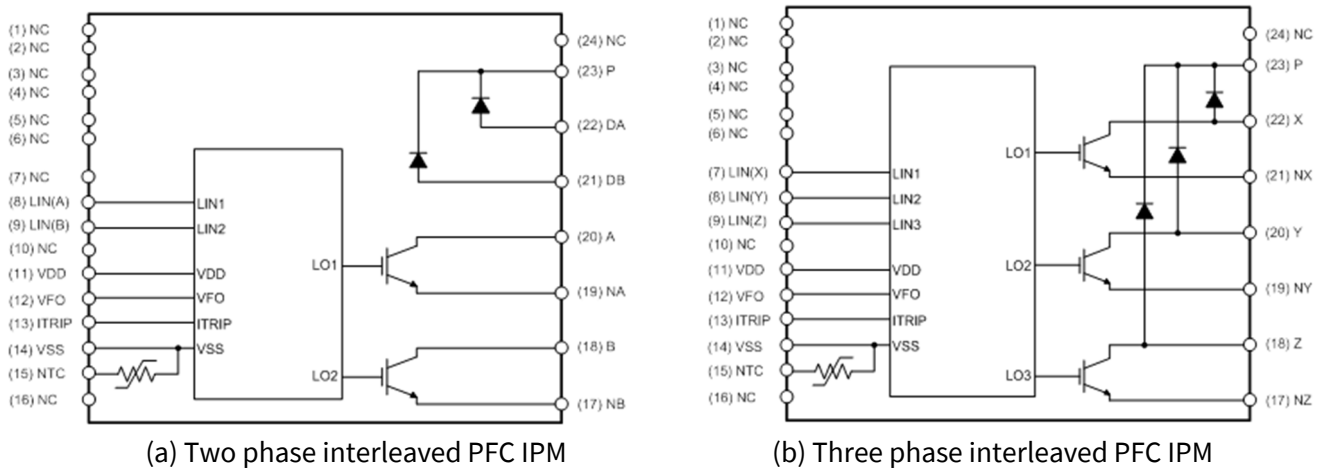 (1) NC
(2) NC
(3) NC
(4) NC
(5) NC
(6) NC
(7) NC
(8) LIN(A)
(9) LIN(B)
(10) NC
(11) VDD
(12) VFO
(13) ITRIP
(14) VSS
(15) NTC
(16) NC
LIN1
LIN2
VDD
VFO
ITRIP
VSS
LO1
LO2
(24) NC
(23) P
(22) DA
(21) DB
(20) A
(19) NA
(18) B
(17) NB
(a) Two phase interleaved PFC IPM
(1) NC
(2) NC
(3) NC
(4) NC
(5) NC
(6) NC
(7) LIN(X)
(8) LIN(Y)
(9) LIN(Z)
(10) NC
(11) VDD
(12) VFO
(13) ITRIP
(14) VSS
(15) NTC
(16) NC
LIN1
LIN2
LIN3
VDD
VFO
ITRIP
VSS
LO1
LO2
LO3
(24) NC
(23) P
(22) X
(21) NX
(20) Y
(19) NY
(18) Z
(17) NZ
(b) Three phase interleaved PFC IPM